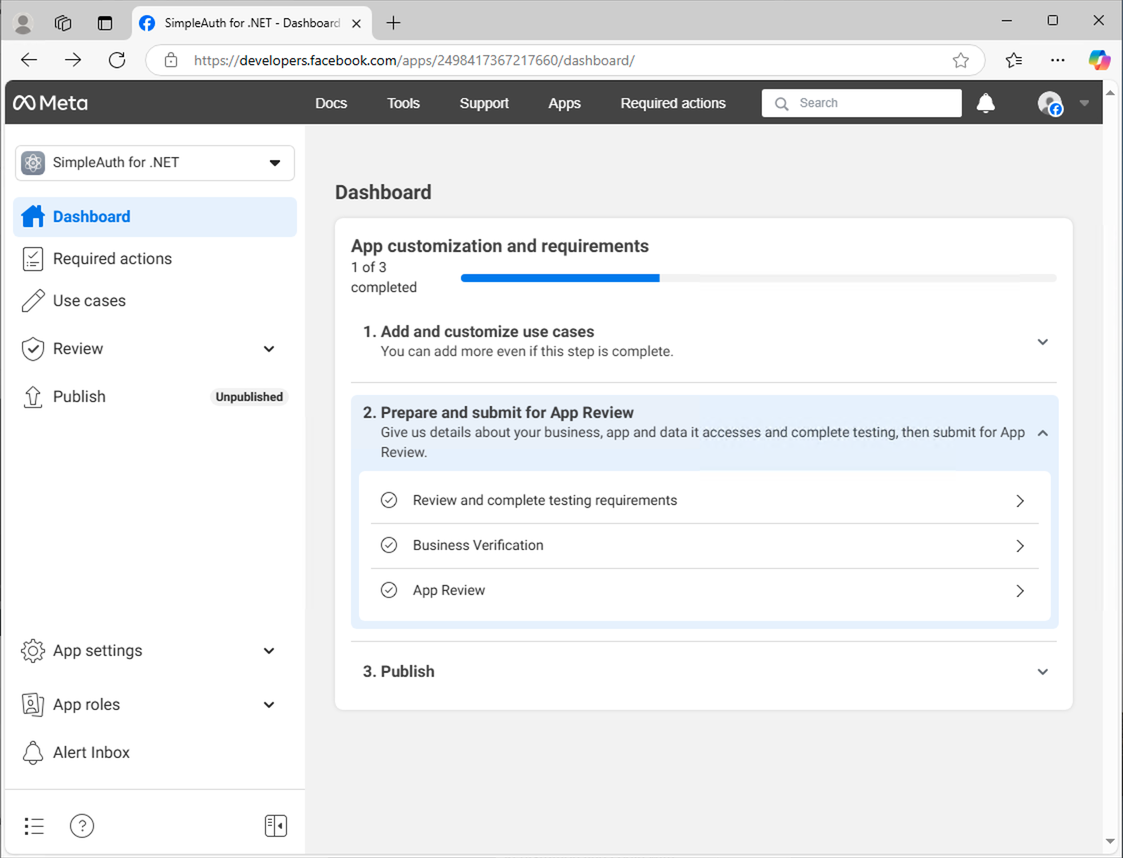 SimpleAuth for .NET - Dashboard
https://developers.facebook.com/apps/2498417367217660/dashboard/
Meta
Docs
Tools
Support
Apps
Required actions
Search
SimpleAuth for .NET
Dashboard
Required actions
Use cases
Review
Publish
Unpublished
App settings
App roles
Alert Inbox
Dashboard
App customization and requirements
1 of 3
completed
1. Add and customize use cases
You can add more even if this step is complete.
2. Prepare and submit for App Review
Give us details about your business, app and data it accesses and complete testing, then submit for App
Review.
Review and complete testing requirements
Business Verification
App Review
3. Publish